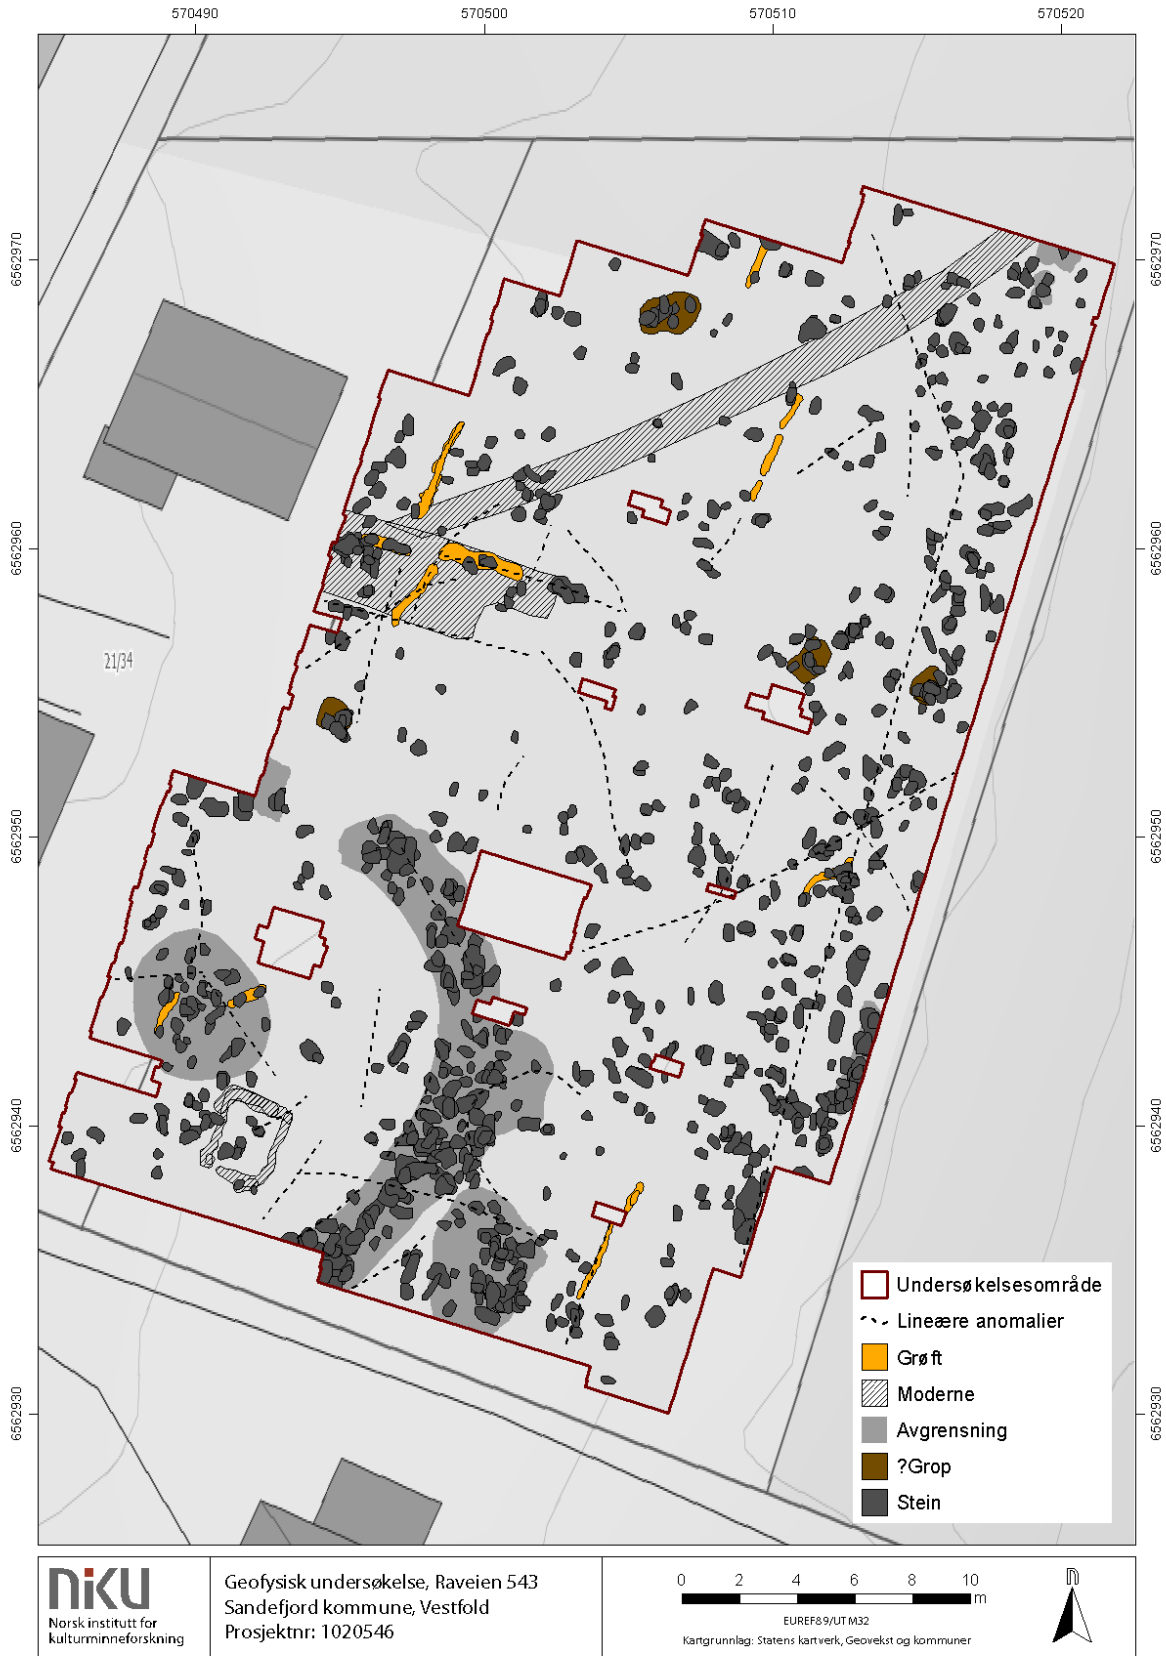 570490
570500
570510
570520
6562970
6562970
6562960
6562960
21/34
6562950
6562950
6562940
6562940
6562930
6562930
Undersøkelsesområde
Lineære anomalier
Grøft
Moderne
Avgrensning
?Grop
Stein
niku
Norsk institutt for
kulturminneforskning
Geofysisk undersøkelse, Raveien 543
Sandefjord kommune, Vestfold
Prosjektnr: 1020546
0 2 4 6 8 10
m
EUREF89/UTM32
Kartgrunnlag: Statens kartverk, Geovekst og kommuner
n